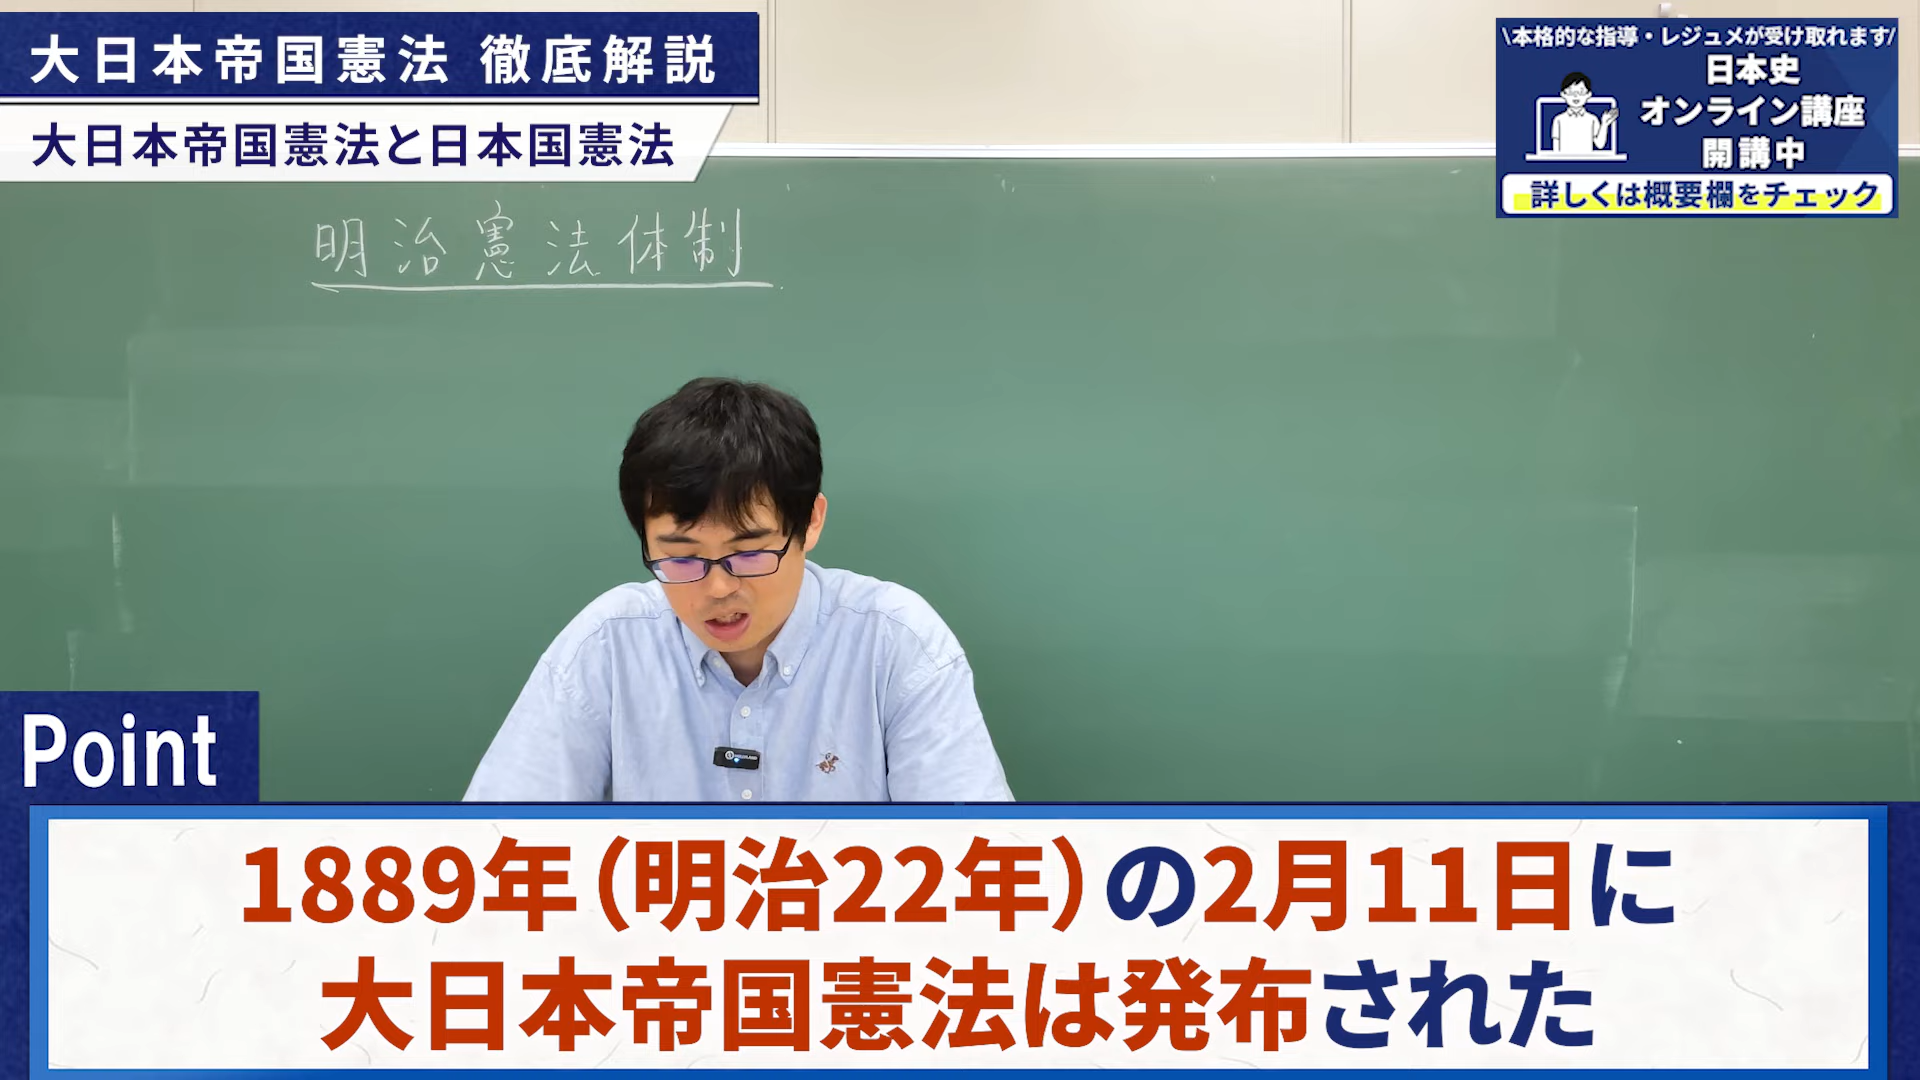 大日本帝国憲法 徹底解説
大日本帝国憲法と日本国憲法
\本格的な指導・レジュメが受け取れます/
日本史
オンライン講座
開講中
詳しくは概要欄をチェック
明治憲法体制
Point
1889年(明治22年)の2月11日に
大日本帝国憲法は発布された